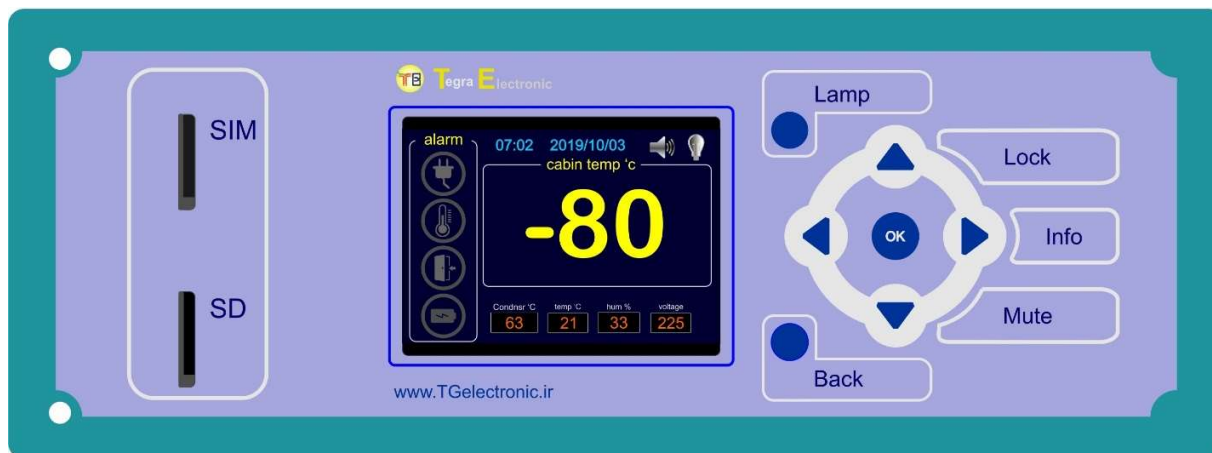 SIM
SD
TE Tegra Electronic
alarm
07:02 2019/10/03
cabin temp ‘c
-80
Condnsr ‘C temp ‘C hum % voltage
63 21 33 225
www.TGelectronic.ir
Lamp
Lock
OK
Info
Mute
Back